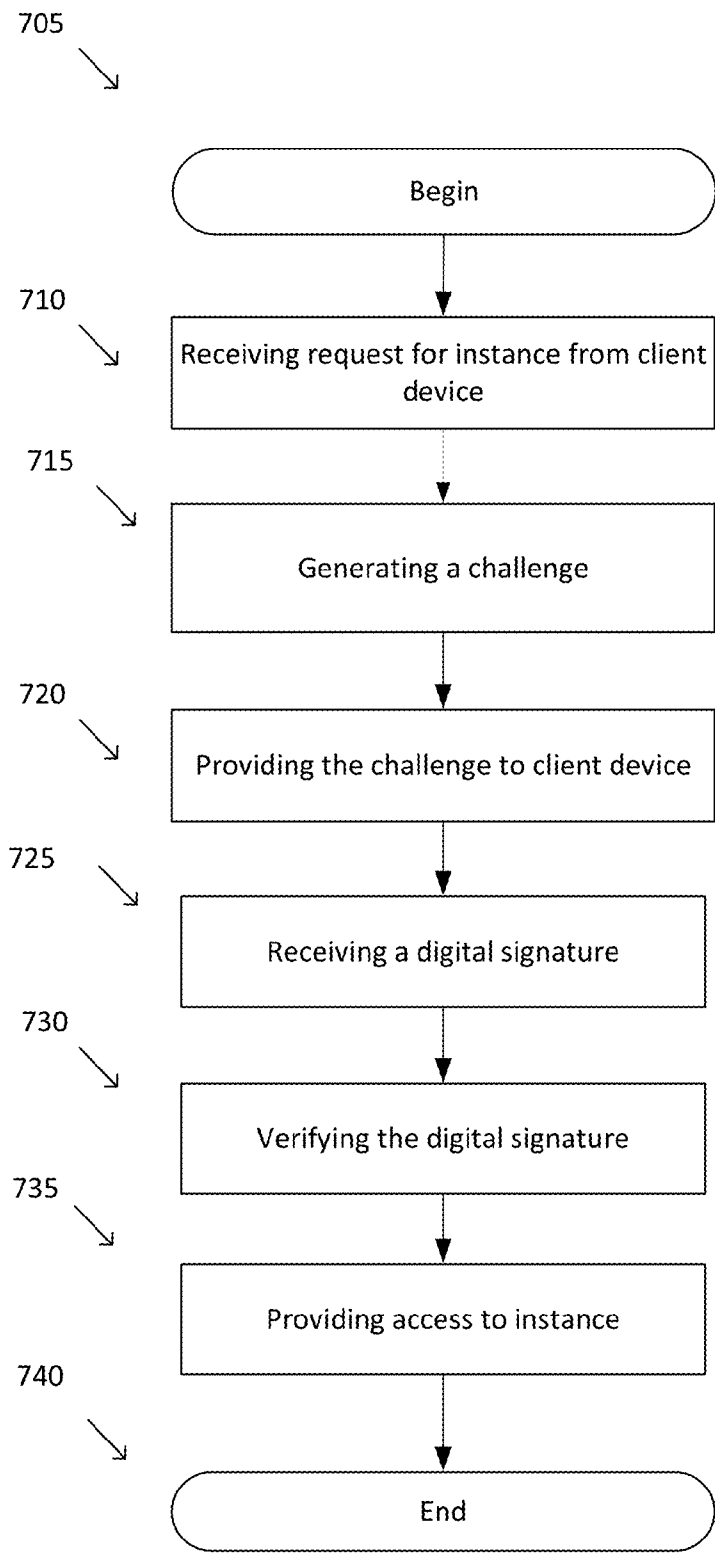 705
Begin
710
Receiving request for instance from client
device
715
Generating a challenge
720
Providing the challenge to client device
725
Receiving a digital signature
730
Verifying the digital signature
735
Providing access to instance
740
End